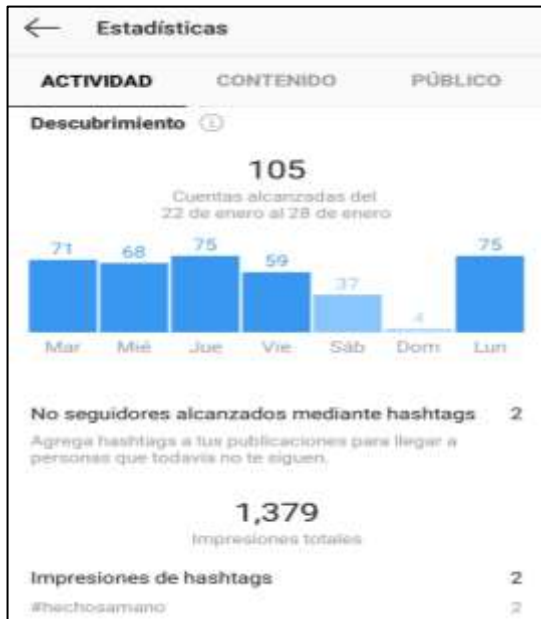 Estadísticas
ACTIVIDAD CONTENIDO PÚBLICO
Descubrimiento
105
Cuentas alcanzadas del
22 de enero al 28 de enero
71 68 75 59 37 4 75
Mar Mié Jue Vie Sáb Dom Lun
No seguidores alcanzados mediante hashtags 2
Agrega hashtags a tus publicaciones para llegar a
personas que todavía no te siguen.
1,379
Impresiones totales
Impresiones de hashtags 2
#hechosamano 2